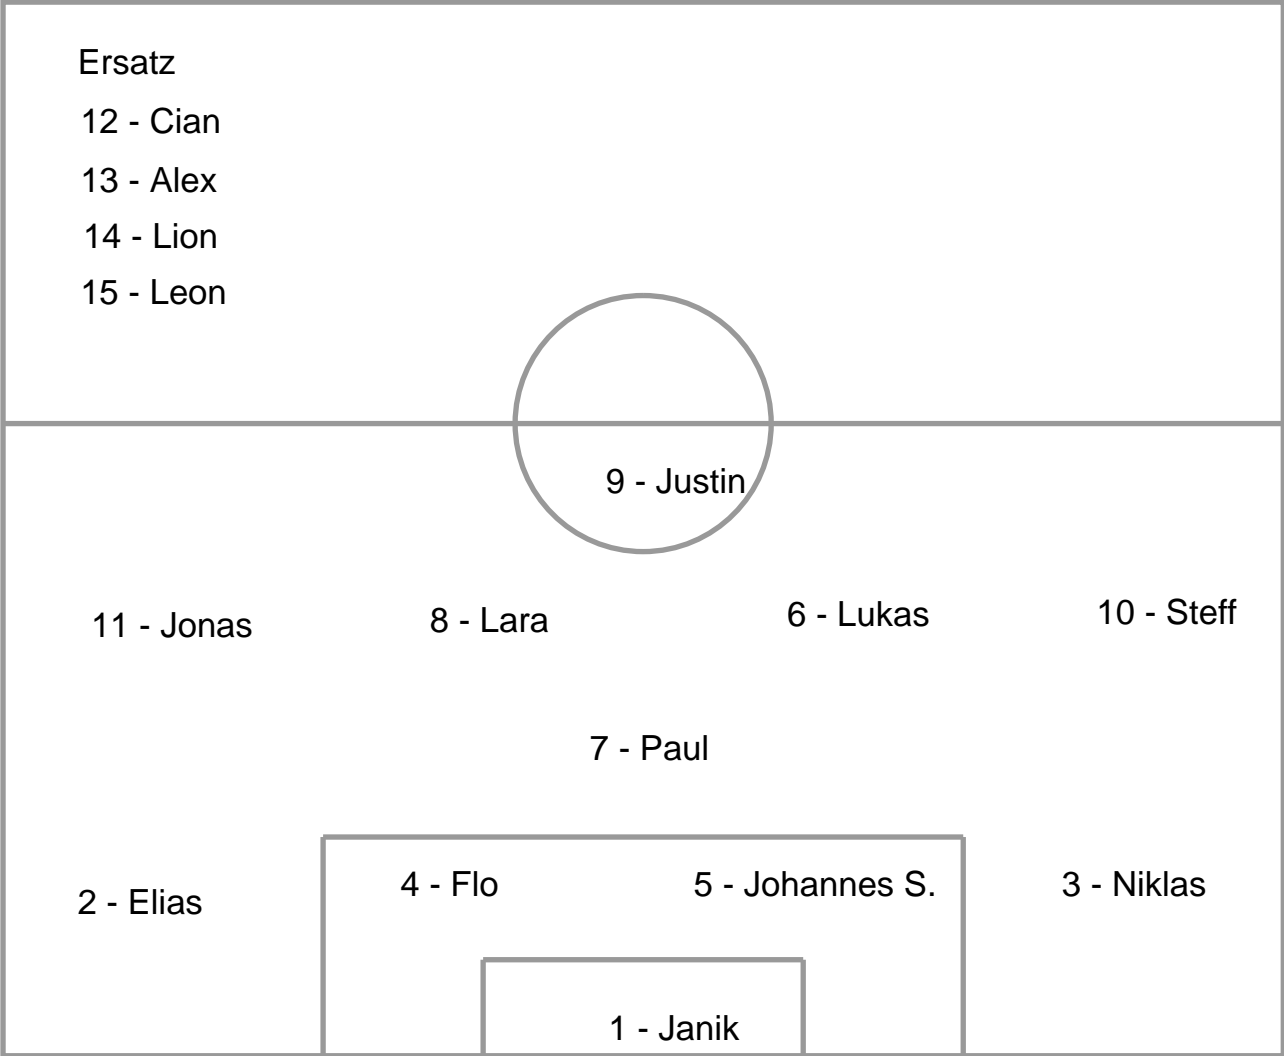 Ersatz
12 - Cian
13 - Alex
14 - Lion
15 - Leon
9 - Justin
11 - Jonas
8 - Lara
6 - Lukas
10 - Steff
7 - Paul
2 - Elias
4 - Flo
5 - Johannes S.
3 - Niklas
1 - Janik